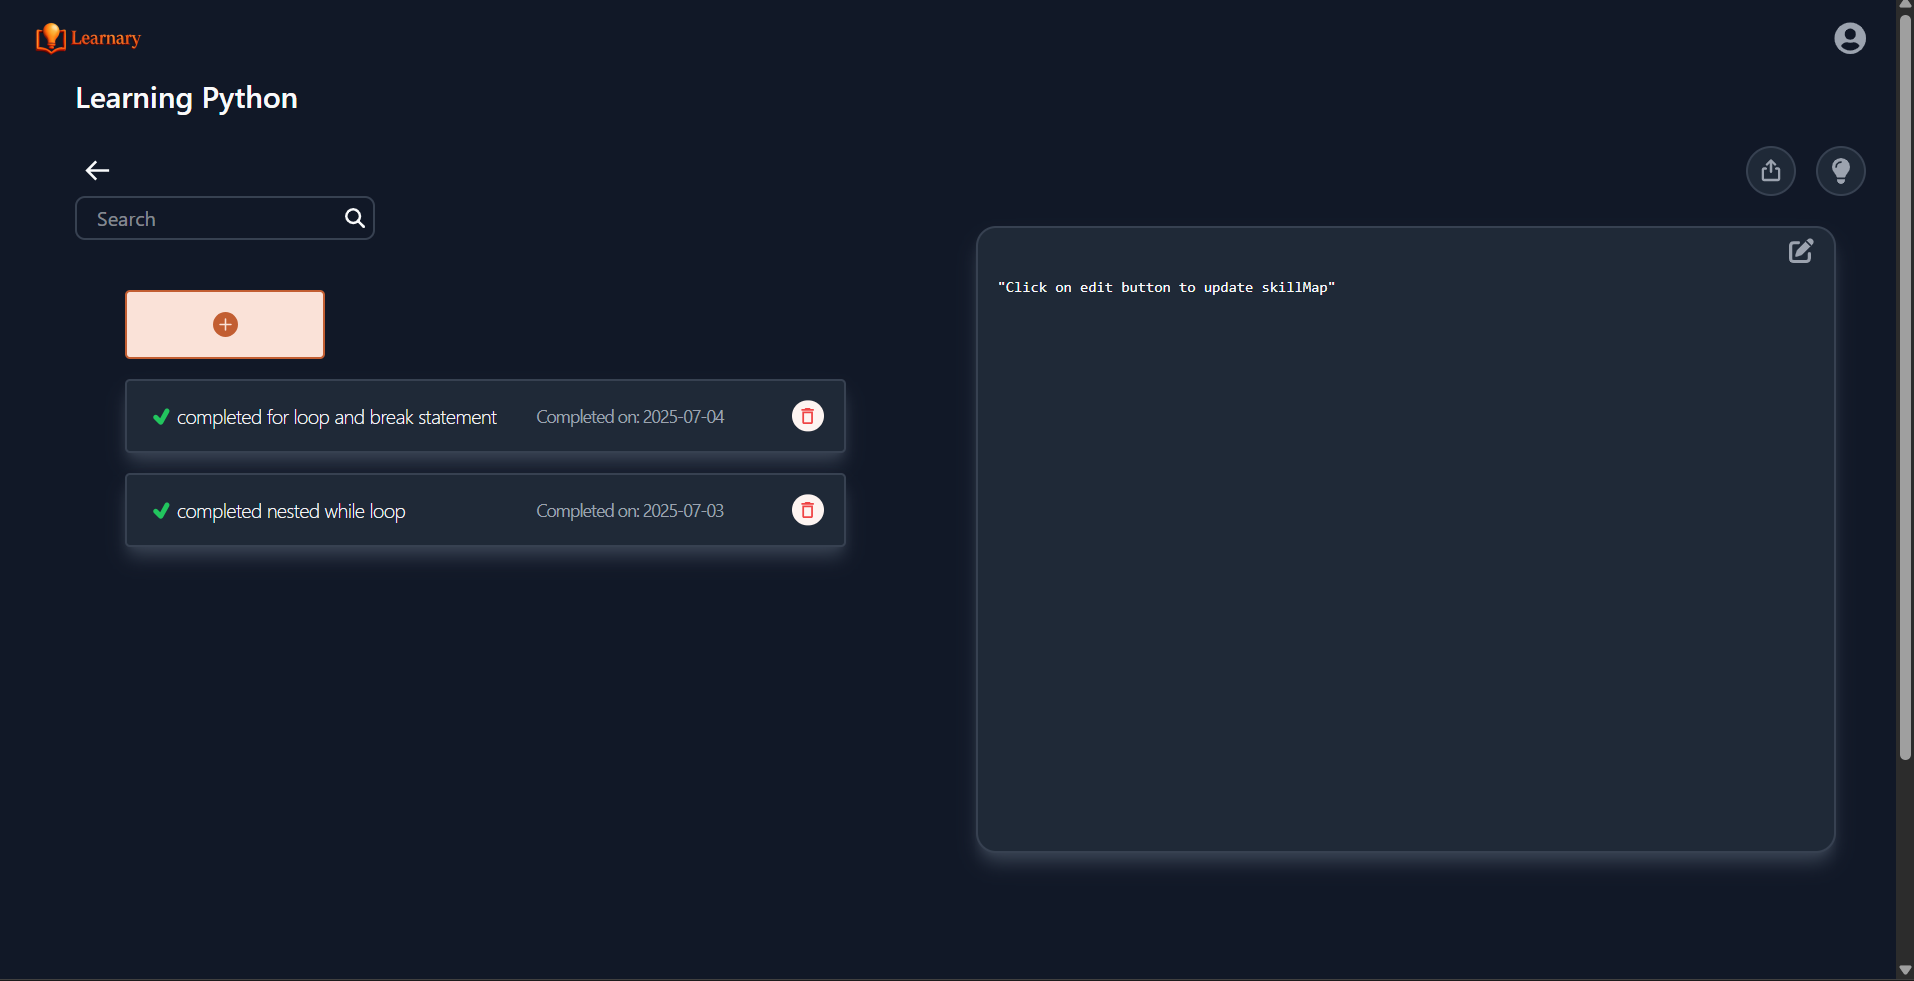 Learnary
Learning Python
Search
completed for loop and break statement Completed on: 2025-07-04
completed nested while loop Completed on: 2025-07-03
"Click on edit button to update skillMap"